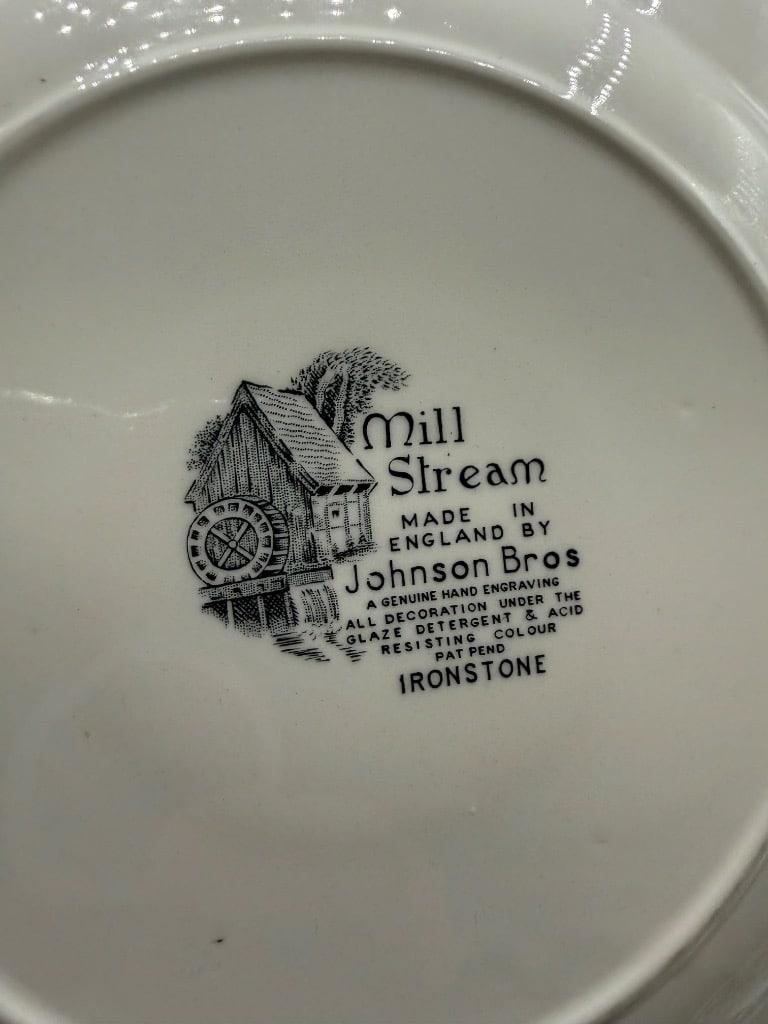 Mill
Stream
MADE IN
ENGLAND BY
Johnson Bros
A GENUINE HAND ENGRAVING
ALL DECORATION UNDER THE
GLAZE DETERGENT & ACID
RESISTING COLOUR
PAT PEND
IRONSTONE